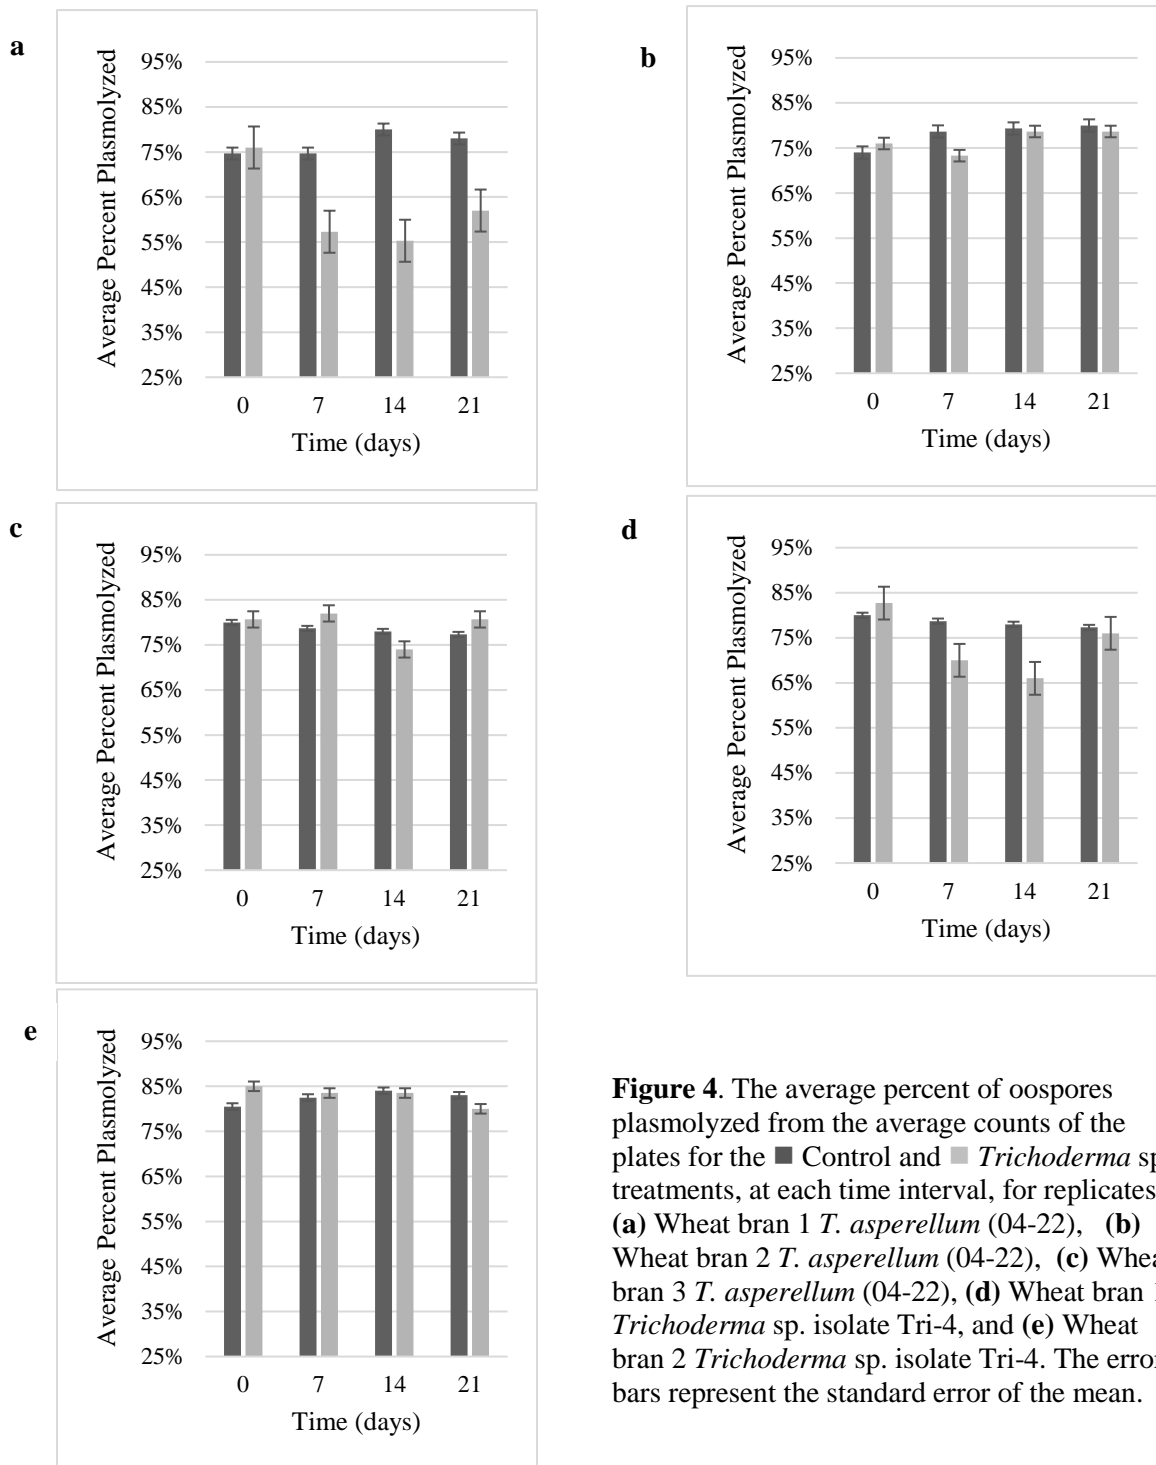 a
Average Percent Plasmolyzed
95%
85%
75%
65%
55%
45%
35%
25%
0 7 14 21
Time (days)
b
Average Percent Plasmolyzed
95%
85%
75%
65%
55%
45%
35%
25%
0 7 14 21
Time (days)
c
Average Percent Plasmolyzed
95%
85%
75%
65%
55%
45%
35%
25%
0 7 14 21
Time (days)
d
Average Percent Plasmolyzed
95%
85%
75%
65%
55%
45%
35%
25%
0 7 14 21
Time (days)
e
Average Percent Plasmolyzed
95%
85%
75%
65%
55%
45%
35%
25%
0 7 14 21
Time (days)
Figure 4. The average percent of oospores
plasmolyzed from the average counts of the
plates for the ■ Control and ■ Trichoderma sp
treatments, at each time interval, for replicates
(a) Wheat bran 1 T. asperellum (04-22), (b)
Wheat bran 2 T. asperellum (04-22), (c) Whea
bran 3 T. asperellum (04-22), (d) Wheat bran 1
Trichoderma sp. isolate Tri-4, and (e) Wheat
bran 2 Trichoderma sp. isolate Tri-4. The error
bars represent the standard error of the mean.